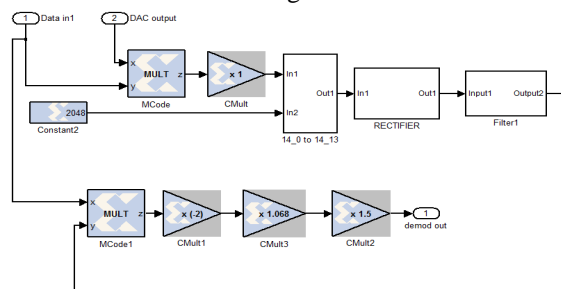 1 Data in1
2 DAC output
x
y
MULT
z
MCode
x 1
CMult
2048
Constant2
In1
In2
Out1
14_0 to 14_13
In1
Out1
RECTIFIER
Input1
Output2
Filter1
x
y
MULT
z
MCode1
x (-2)
CMult1
x 1.068
CMult3
x 1.5
CMult2
1
demod out